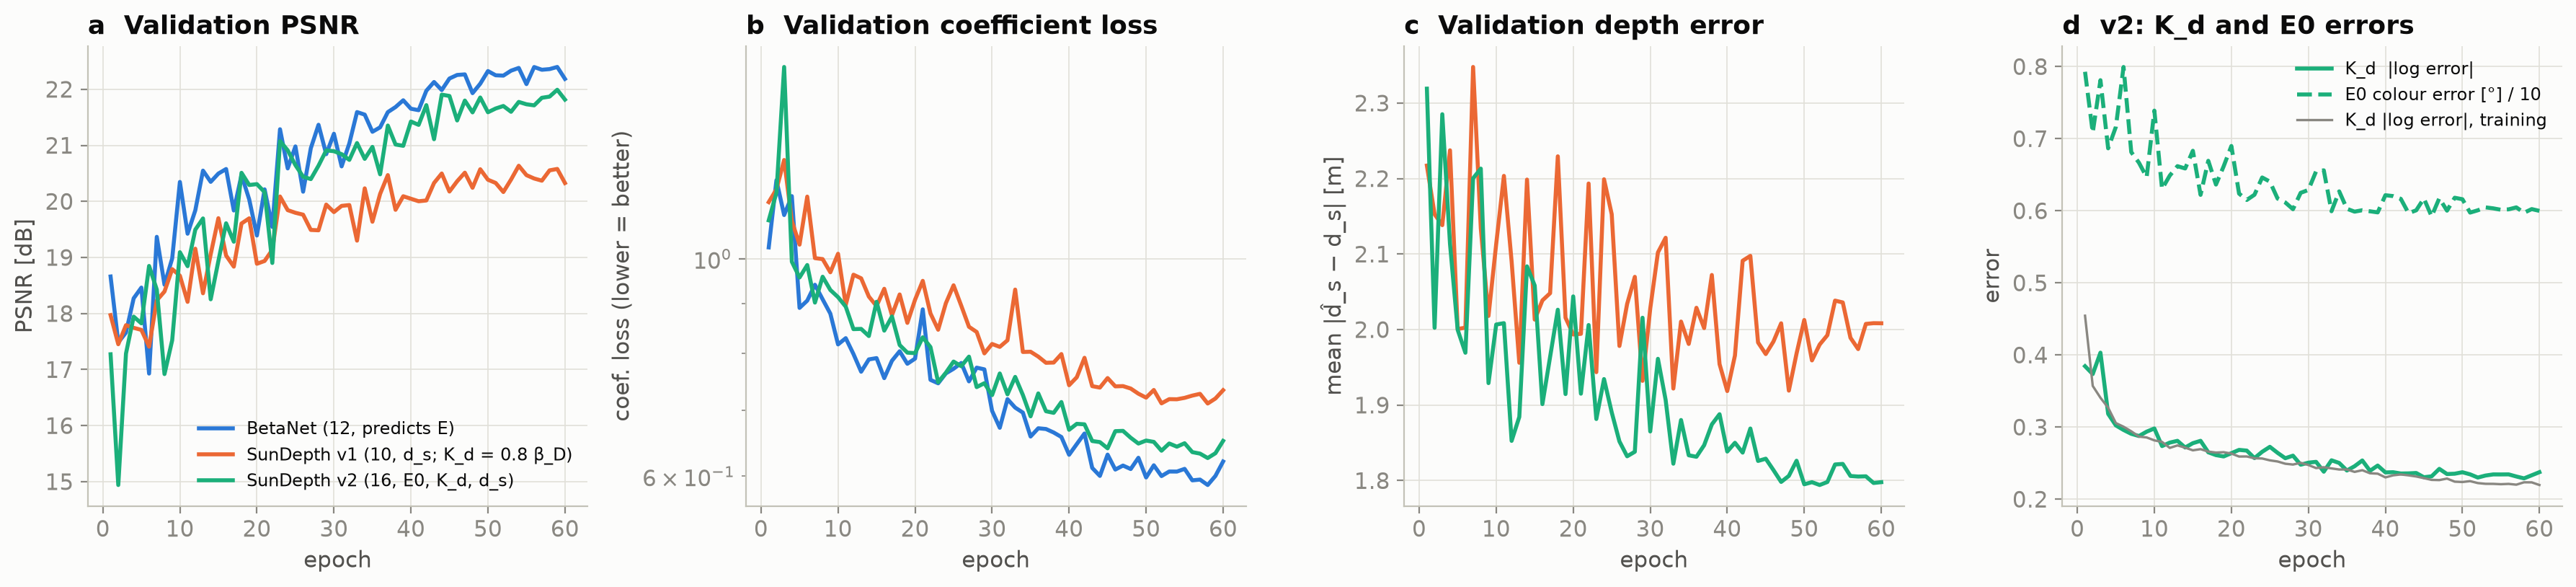 a Validation PSNR
PSNR [dB]
22
21
20
19
18
17
16
15
BetaNet (12, predicts E)
SunDepth v1 (10, d_s; K_d = 0.8 β_D)
SunDepth v2 (16, E0, K_d, d_s)
0 10 20 30 40 50 60
epoch
b Validation coefficient loss
coef. loss (lower = better)
10⁰
6 × 10⁻¹
0 10 20 30 40 50 60
epoch
c Validation depth error
mean |d̂_s − d_s| [m]
2.3
2.2
2.1
2.0
1.9
1.8
0 10 20 30 40 50 60
epoch
d v2: K_d and E0 errors
error
0.8
0.7
0.6
0.5
0.4
0.3
0.2
K_d |log error|
E0 colour error [°] / 10
K_d |log error|, training
0 10 20 30 40 50 60
epoch